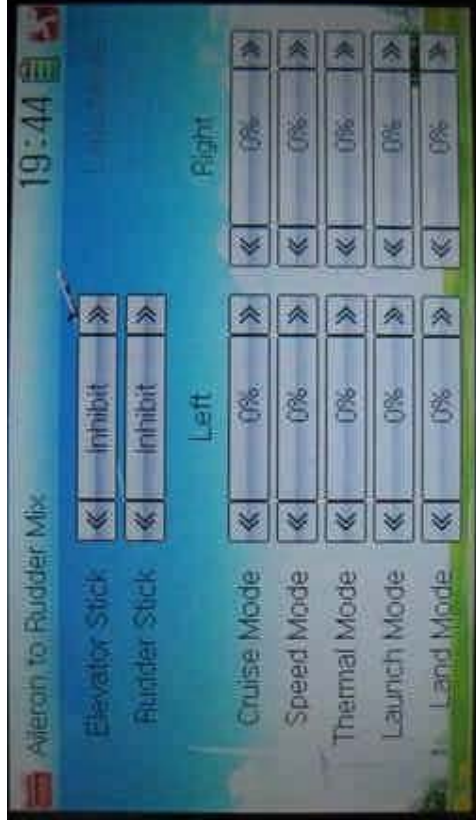 Aileron to Rudder Mix 19:44
Elevator Stick Inhibit
Rudder Stick Inhibit
Left Right
Cruise Mode 0% 0%
Speed Mode 0% 0%
Thermal Mode 0% 0%
Launch Mode 0% 0%
Land Mode 0% 0%